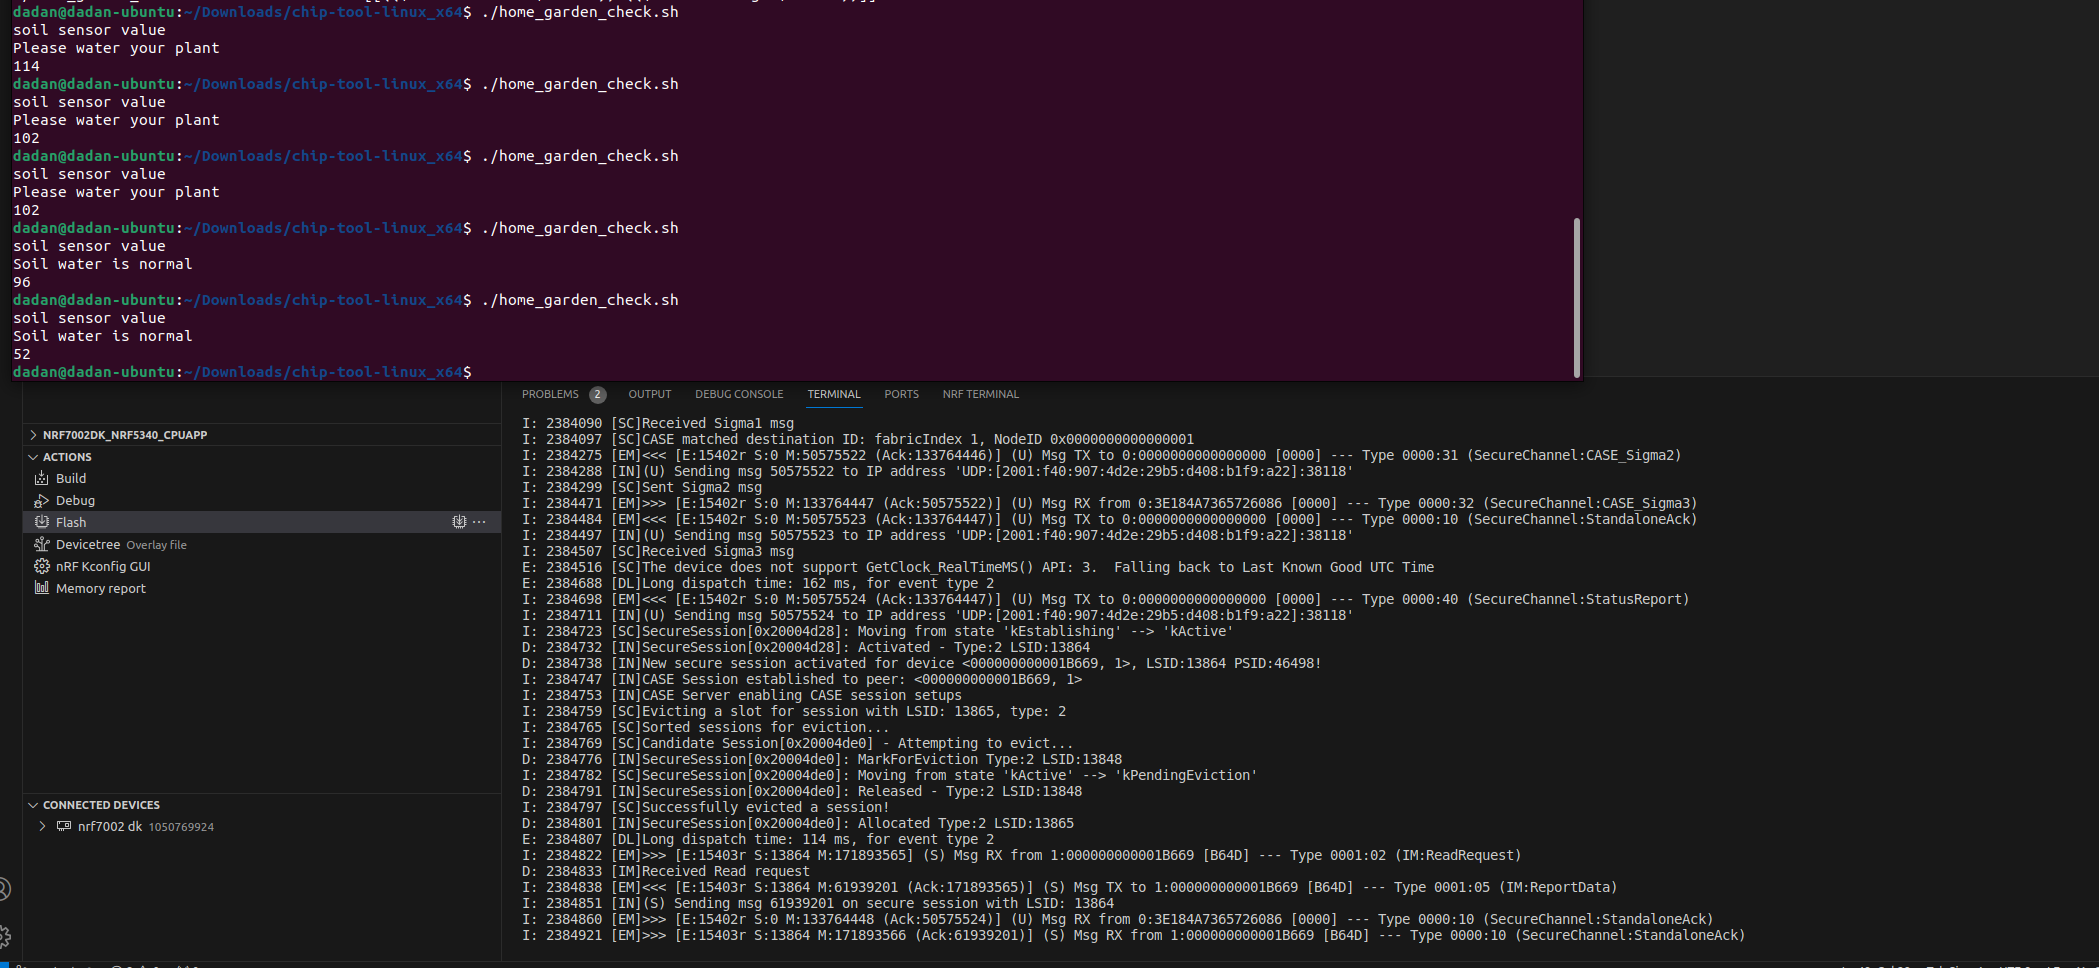 dadan@dadan-ubuntu:~/Downloads/chip-tool-linux_x64$ ./home_garden_check.sh
soil sensor value
Please water your plant
114
dadan@dadan-ubuntu:~/Downloads/chip-tool-linux_x64$ ./home_garden_check.sh
soil sensor value
Please water your plant
102
dadan@dadan-ubuntu:~/Downloads/chip-tool-linux_x64$ ./home_garden_check.sh
soil sensor value
Please water your plant
102
dadan@dadan-ubuntu:~/Downloads/chip-tool-linux_x64$ ./home_garden_check.sh
soil sensor value
Soil water is normal
96
dadan@dadan-ubuntu:~/Downloads/chip-tool-linux_x64$ ./home_garden_check.sh
soil sensor value
Soil water is normal
52
dadan@dadan-ubuntu:~/Downloads/chip-tool-linux_x64$
NRF7002DK_NRF5340_CPUAPP
ACTIONS
Build
Debug
Flash
Devicetree Overlay file
nRF Kconfig GUI
Memory report
CONNECTED DEVICES
nrf7002 dk 1050769924
PROBLEMS 2 OUTPUT DEBUG CONSOLE TERMINAL PORTS NRF TERMINAL
I: 2384090 [SC]Received Sigma1 msg
I: 2384097 [SC]CASE matched destination ID: fabricIndex 1, NodeID 0x0000000000000001
I: 2384275 [EM]<<< [E:15402r S:0 M:50575522 (Ack:133764446)] (U) Msg TX to 0:0000000000000000 [0000] --- Type 0000:31 (SecureChannel:CASE_Sigma2)
I: 2384288 [IN](U) Sending msg 50575522 to IP address 'UDP:[2001:f40:907:4d2e:29b5:d408:b1f9:a22]:38118'
I: 2384299 [SC]Sent Sigma2 msg
I: 2384471 [EM]>>> [E:15402r S:0 M:133764447 (Ack:50575522)] (U) Msg RX from 0:3E184A7365726086 [0000] --- Type 0000:32 (SecureChannel:CASE_Sigma3)
I: 2384484 [EM]<<< [E:15402r S:0 M:50575523 (Ack:133764447)] (U) Msg TX to 0:0000000000000000 [0000] --- Type 0000:10 (SecureChannel:StandaloneAck)
I: 2384497 [IN](U) Sending msg 50575523 to IP address 'UDP:[2001:f40:907:4d2e:29b5:d408:b1f9:a22]:38118'
I: 2384507 [SC]Received Sigma3 msg
E: 2384516 [SC]The device does not support GetClock_RealTimeMS() API: 3.  Falling back to Last Known Good UTC Time
E: 2384688 [DL]Long dispatch time: 162 ms, for event type 2
I: 2384698 [EM]<<< [E:15402r S:0 M:50575524 (Ack:133764447)] (U) Msg TX to 0:0000000000000000 [0000] --- Type 0000:40 (SecureChannel:StatusReport)
I: 2384711 [IN](U) Sending msg 50575524 to IP address 'UDP:[2001:f40:907:4d2e:29b5:d408:b1f9:a22]:38118'
I: 2384723 [SC]SecureSession[0x20004d28]: Moving from state 'kEstablishing' --> 'kActive'
D: 2384732 [IN]SecureSession[0x20004d28]: Activated - Type:2 LSID:13864
D: 2384738 [IN]New secure session activated for device <000000000001B669, 1>, LSID:13864 PSID:46498!
I: 2384747 [IN]CASE Session established to peer: <000000000001B669, 1>
I: 2384753 [IN]CASE Server enabling CASE session setups
I: 2384759 [SC]Evicting a slot for session with LSID: 13865, type: 2
I: 2384765 [SC]Sorted sessions for eviction...
I: 2384769 [SC]Candidate Session[0x20004de0] - Attempting to evict...
D: 2384776 [IN]SecureSession[0x20004de0]: MarkForEviction Type:2 LSID:13848
I: 2384782 [SC]SecureSession[0x20004de0]: Moving from state 'kActive' --> 'kPendingEviction'
D: 2384791 [IN]SecureSession[0x20004de0]: Released - Type:2 LSID:13848
I: 2384797 [SC]Successfully evicted a session!
D: 2384801 [IN]SecureSession[0x20004de0]: Allocated Type:2 LSID:13865
E: 2384807 [DL]Long dispatch time: 114 ms, for event type 2
I: 2384822 [EM]>>> [E:15403r S:13864 M:171893565] (S) Msg RX from 1:000000000001B669 [B64D] --- Type 0001:02 (IM:ReadRequest)
D: 2384833 [IM]Received Read request
I: 2384838 [EM]<<< [E:15403r S:13864 M:61939201 (Ack:171893565)] (S) Msg TX to 1:000000000001B669 [B64D] --- Type 0001:05 (IM:ReportData)
I: 2384851 [IN](S) Sending msg 61939201 on secure session with LSID: 13864
I: 2384860 [EM]>>> [E:15402r S:0 M:133764448 (Ack:50575524)] (U) Msg RX from 0:3E184A7365726086 [0000] --- Type 0000:10 (SecureChannel:StandaloneAck)
I: 2384921 [EM]>>> [E:15403r S:13864 M:171893566 (Ack:61939201)] (S) Msg RX from 1:000000000001B669 [B64D] --- Type 0000:10 (SecureChannel:StandaloneAck)